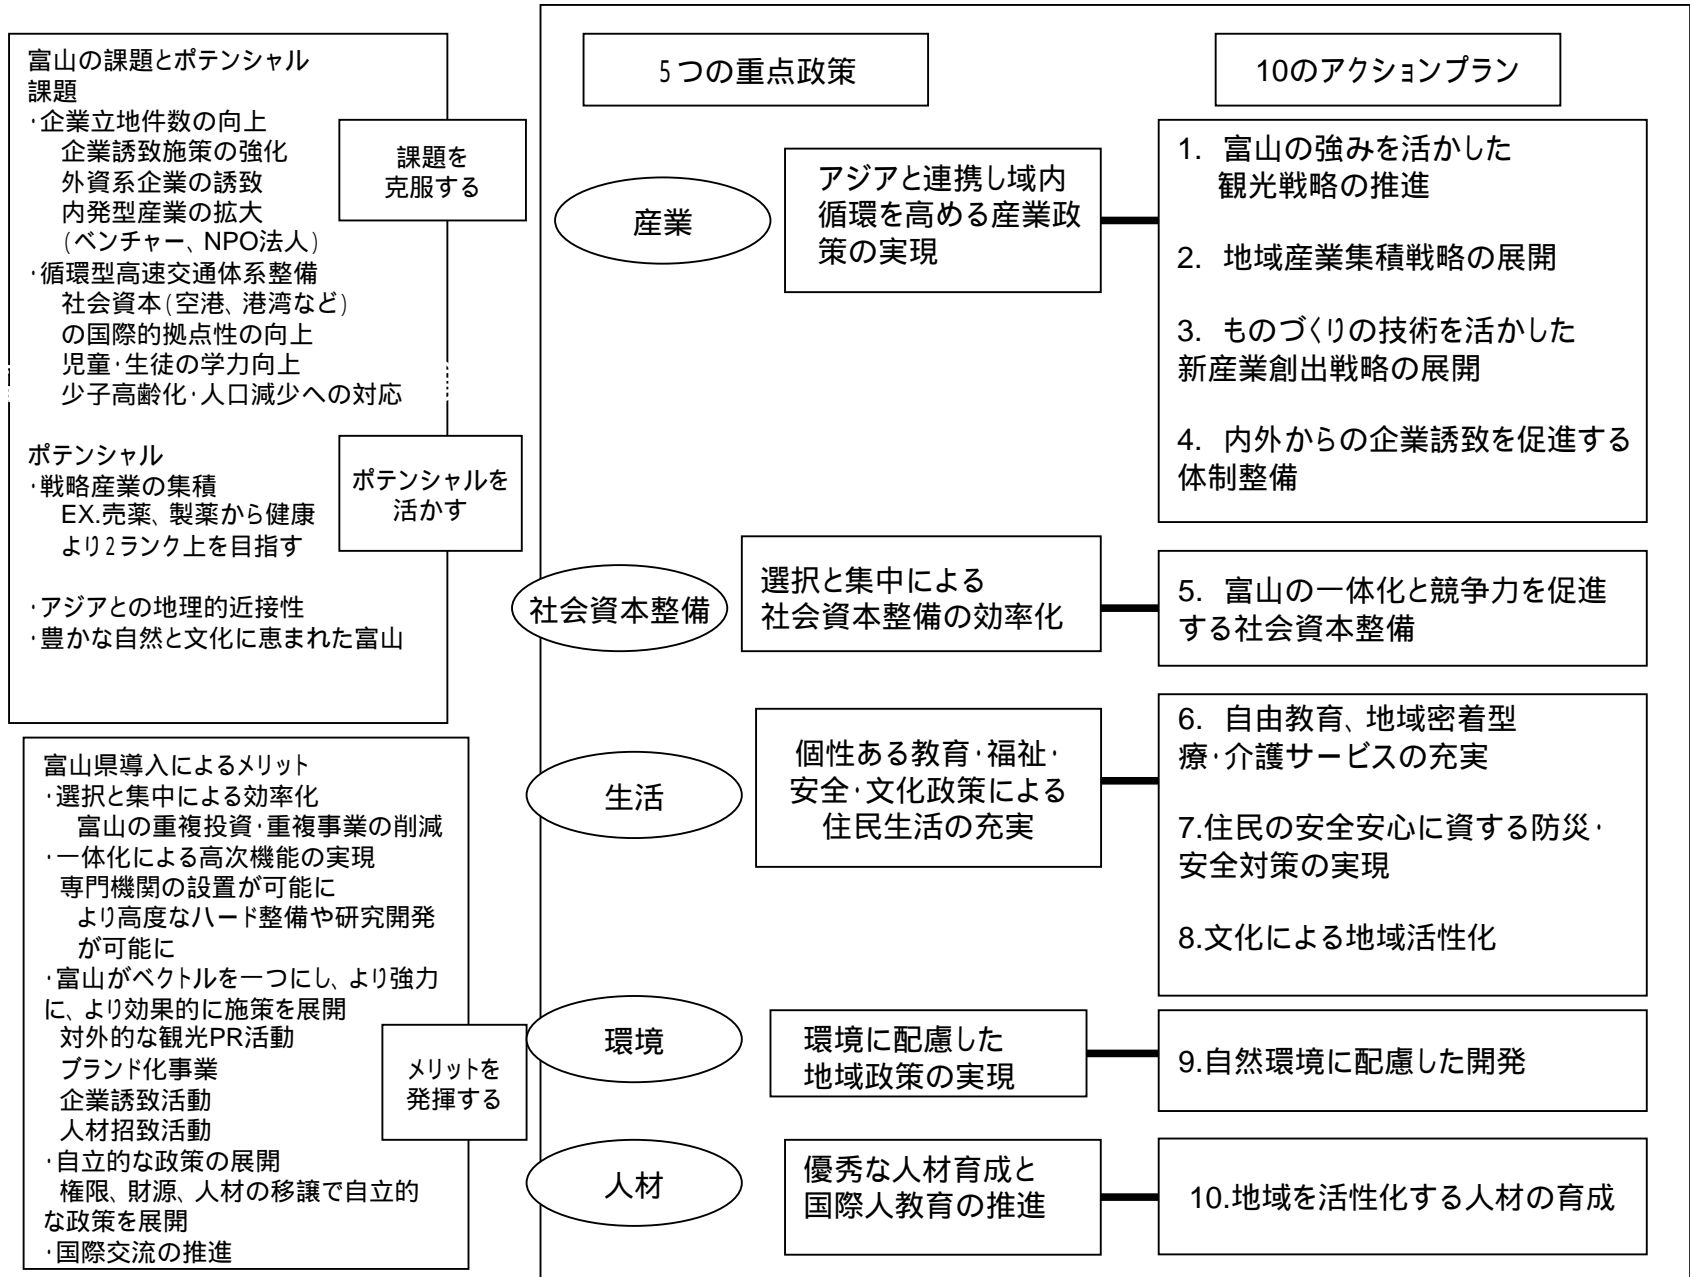 富山の課題とポテンシャル
課題
・企業立地件数の向上
企業誘致施策の強化
外資系企業の誘致
内発型産業の拡大
(ベンチャー、NPO法人)
・循環型高速交通体系整備
社会資本(空港、港湾など)
の国際的拠点性の向上
児童・生徒の学力向上
少子高齢化・人口減少への対応
ポテンシャル
・戦略産業の集積
EX.売薬、製薬から健康
より2ランク上を目指す
・アジアとの地理的近接性
・豊かな自然と文化に恵まれた富山
課題を
克服する
ポテンシャルを
活かす
富山県導入によるメリット
・選択と集中による効率化
富山の重複投資・重複事業の削減
・一体化による高次機能の実現
専門機関の設置が可能に
より高度なハード整備や研究開発
が可能に
・富山がベクトルを一つにし、より強力
に、より効果的に施策を展開
対外的な観光PR活動
ブランド化事業
企業誘致活動
人材招致活動
・自立的な政策の展開
権限、財源、人材の移譲で自立的
な政策を展開
・国際交流の推進
メリットを
発揮する
5つの重点政策
10のアクションプラン
産業
アジアと連携し域内
循環を高める産業政
策の実現
1. 富山の強みを活かした
観光戦略の推進
2. 地域産業集積戦略の展開
3. ものづくりの技術を活かした
新産業創出戦略の展開
4. 内外からの企業誘致を促進する
体制整備
社会資本整備
選択と集中による
社会資本整備の効率化
5. 富山の一体化と競争力を促進
する社会資本整備
生活
個性ある教育・福祉・
安全・文化政策による
住民生活の充実
6. 自由教育、地域密着型
療・介護サービスの充実
7.住民の安全安心に資する防災・
安全対策の実現
8.文化による地域活性化
環境
環境に配慮した
地域政策の実現
9.自然環境に配慮した開発
人材
優秀な人材育成と
国際人教育の推進
10.地域を活性化する人材の育成